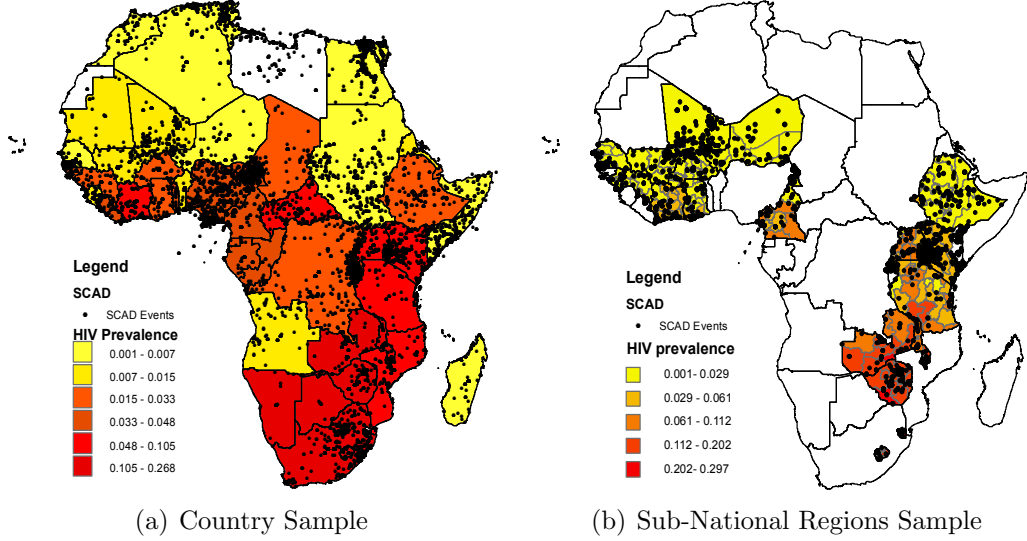 Legend
SCAD
SCAD Events
HIV Prevalence
0.001 - 0.007
0.007 - 0.015
0.015 - 0.033
0.033 - 0.048
0.048 - 0.105
0.105 - 0.268
(a) Country Sample
Legend
SCAD
SCAD Events
HIV prevalence
0.001 - 0.029
0.029 - 0.061
0.061 - 0.112
0.112 - 0.202
0.202- 0.297
(b) Sub-National Regions Sample